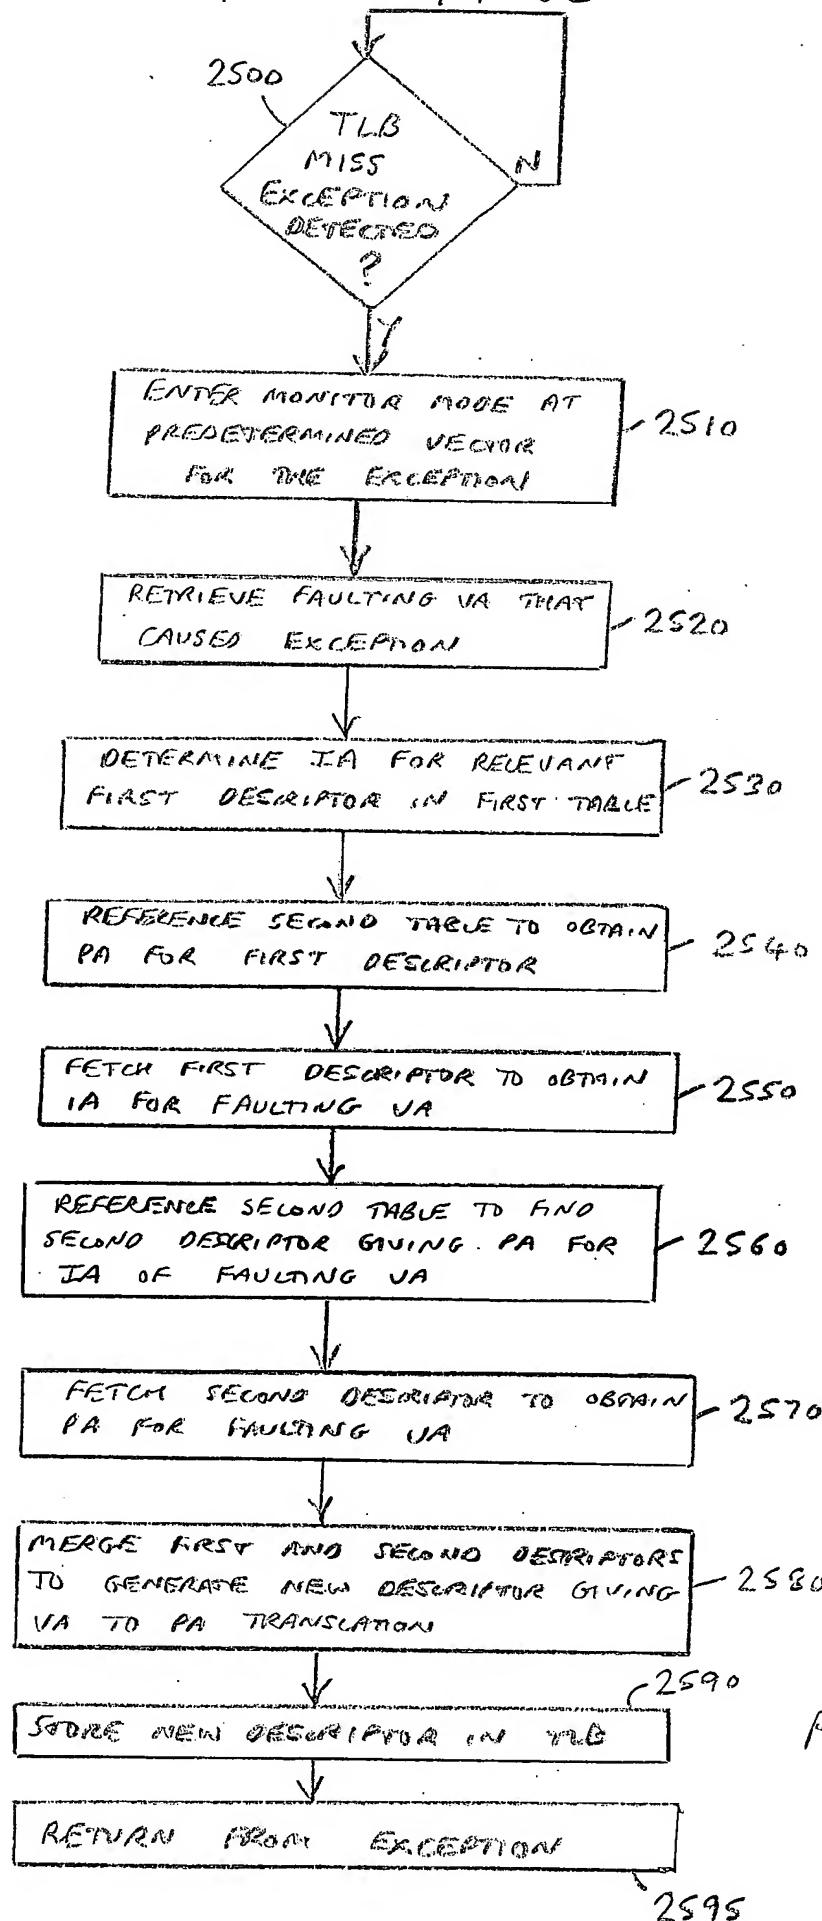 2500
TLB
MISS
EXCEPTION
DETECTED
?
N
Y
ENTER MONITOR MODE AT
PREDETERMINED VECTOR
FOR THE EXCEPTION
2510
RETRIEVE FAULTING VA THAT
CAUSED EXCEPTION
2520
DETERMINE IA FOR RELEVANT
FIRST DESCRIPTOR IN FIRST TABLE
2530
REFERENCE SECOND TABLE TO OBTAIN
PA FOR FIRST DESCRIPTOR
2540
FETCH FIRST DESCRIPTOR TO OBTAIN
IA FOR FAULTING VA
2550
REFERENCE SECOND TABLE TO FIND
SECOND DESCRIPTOR GIVING PA FOR
IA OF FAULTING VA
2560
FETCH SECOND DESCRIPTOR TO OBTAIN
PA FOR FAULTING VA
2570
MERGE FIRST AND SECOND DESCRIPTORS
TO GENERATE NEW DESCRIPTOR GIVING
VA TO PA TRANSLATION
2580
2590
STORE NEW DESCRIPTOR IN TLB
RETURN FROM EXCEPTION
2595